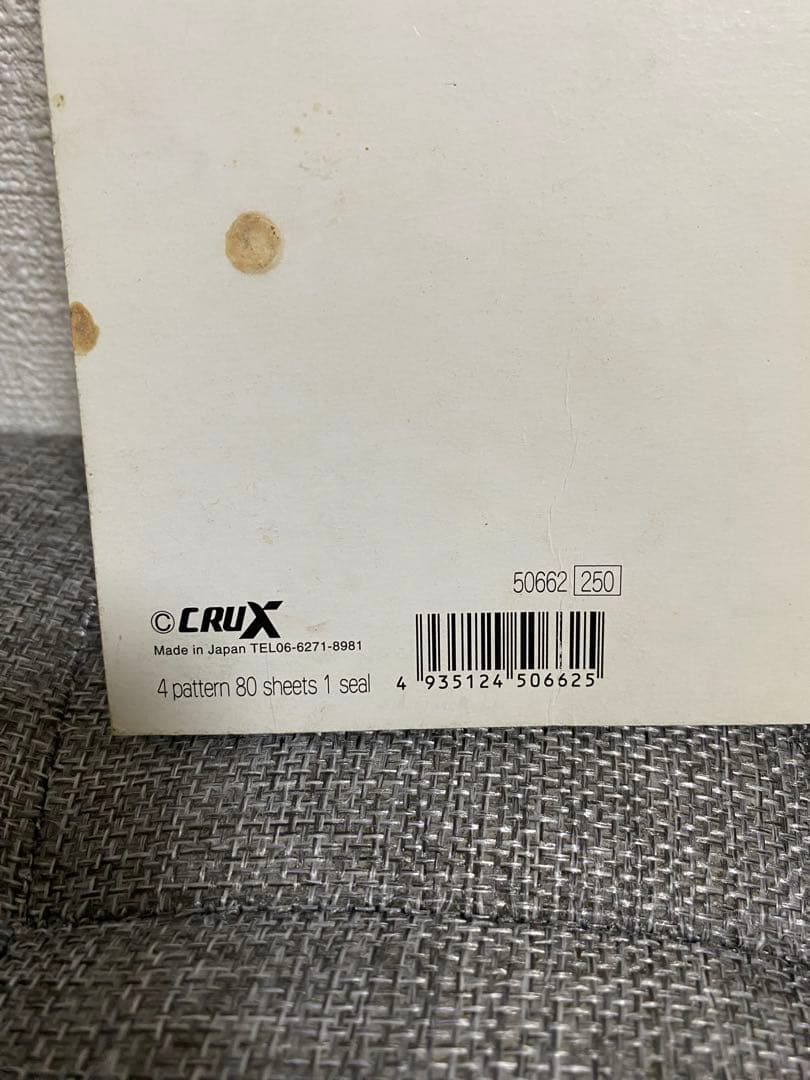 50662 250
©CRUX
Made in Japan TEL06-6271-8981
4 pattern 80 sheets 1 seal
4 935124 506625